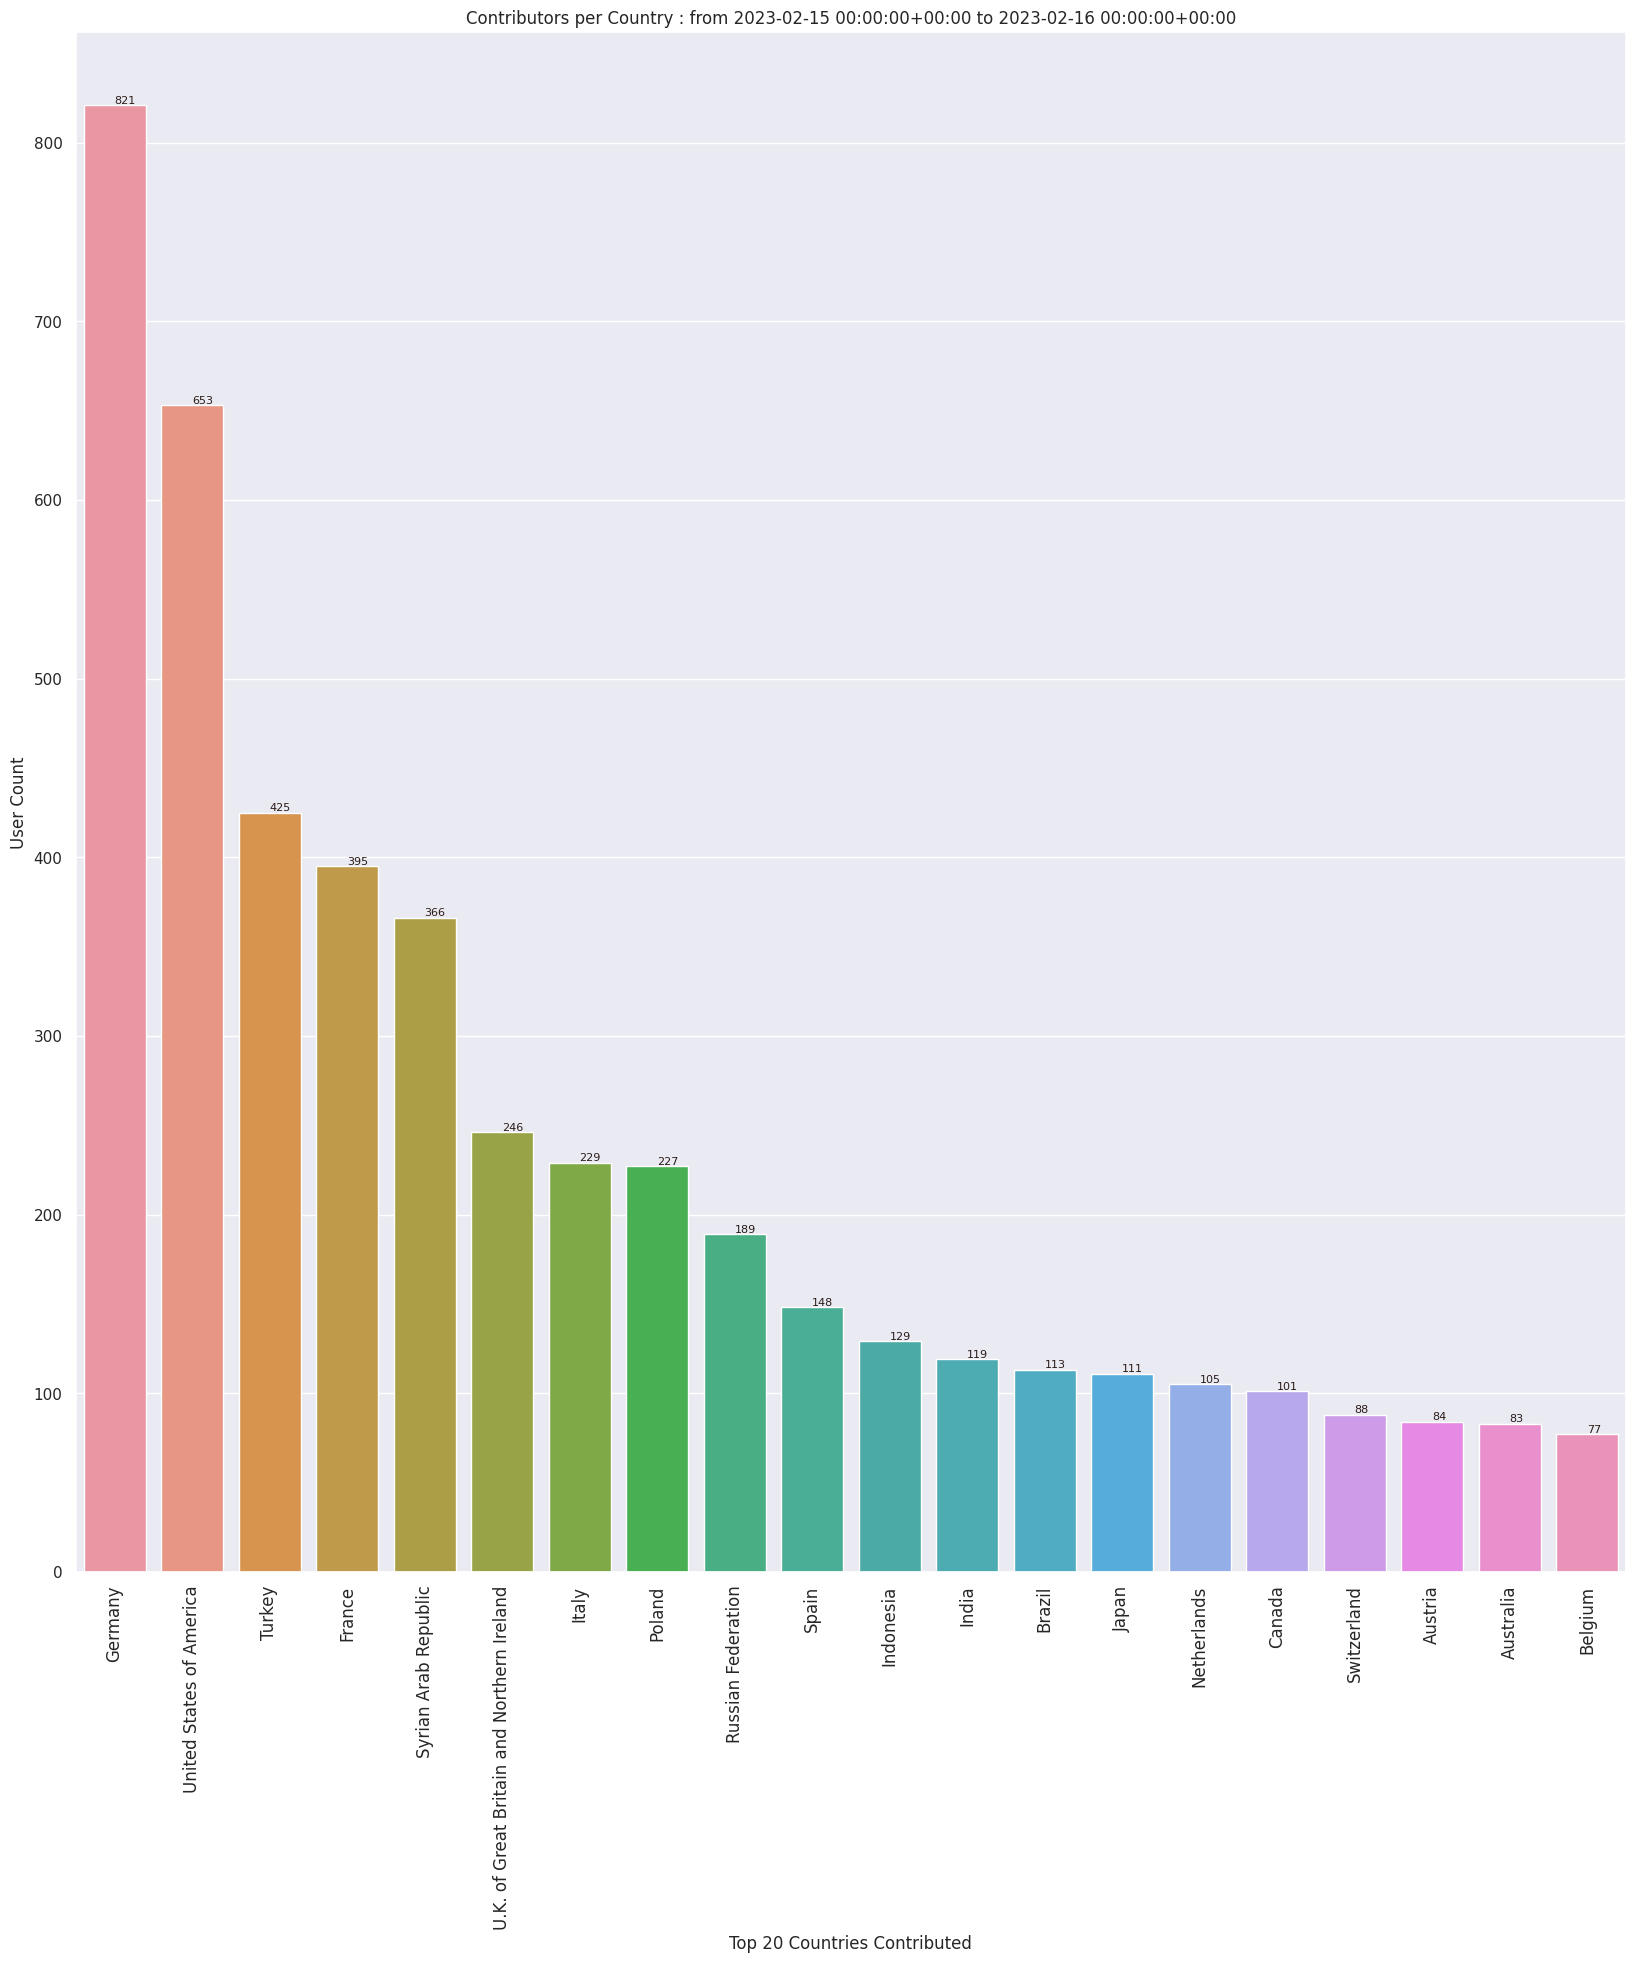 Contributors per Country : from 2023-02-15 00:00:00+00:00 to 2023-02-16 00:00:00+00:00
User Count
800
700
600
500
400
300
200
100
0
821
653
425
395
366
246
229
227
189
148
129
119
113
111
105
101
88
84
83
77
Germany
United States of America
Turkey
France
Syrian Arab Republic
U.K. of Great Britain and Northern Ireland
Italy
Poland
Russian Federation
Spain
Indonesia
India
Brazil
Japan
Netherlands
Canada
Switzerland
Austria
Australia
Belgium
Top 20 Countries Contributed